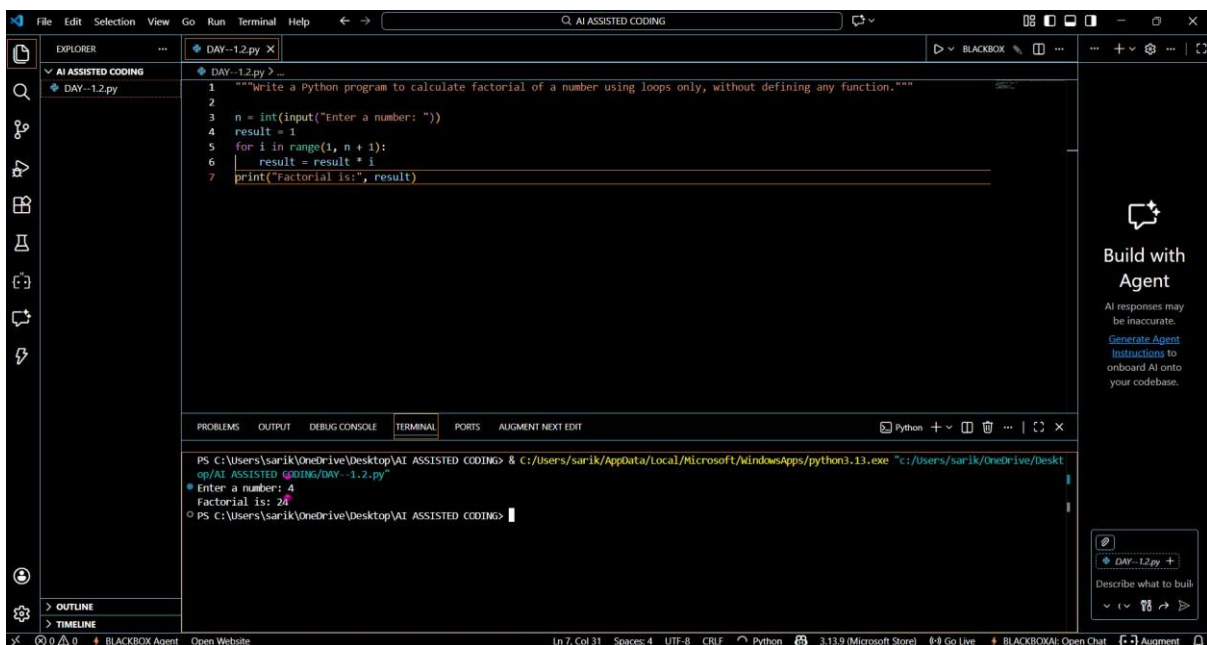 File Edit Selection View Go Run Terminal Help
AI ASSISTED CODING
EXPLORER
AI ASSISTED CODING
DAY--1.2.py
DAY--1.2.py
BLACKBOX
DAY--1.2.py > ...
1 """Write a Python program to calculate factorial of a number using loops only, without defining any function."""
2
3 n = int(input("Enter a number: "))
4 result = 1
5 for i in range(1, n + 1):
6     result = result * i
7 print("Factorial is:", result)
Build with
Agent
AI responses may
be inaccurate.
Generate Agent
Instructions to
onboard AI onto
your codebase.
PROBLEMS OUTPUT DEBUG CONSOLE TERMINAL PORTS AUGMENT NEXT EDIT
Python
PS C:\Users\sarik\OneDrive\Desktop\AI ASSISTED CODING> & C:/Users/sarik/AppData/Local/Microsoft/WindowsApps/python3.13.exe "c:/Users/sarik/OneDrive/Deskt
op/AI ASSISTED CODING/DAY--1.2.py"
Enter a number: 4
Factorial is: 24
PS C:\Users\sarik\OneDrive\Desktop\AI ASSISTED CODING>
DAY--1.2.py +
Describe what to buil
OUTLINE
TIMELINE
0 0 BLACKBOX Agent Open Website
Ln 7, Col 31 Spaces: 4 UTF-8 CRLF Python 3.13.9 (Microsoft Store) Go Live BLACKBOXAI: Open Chat Augment